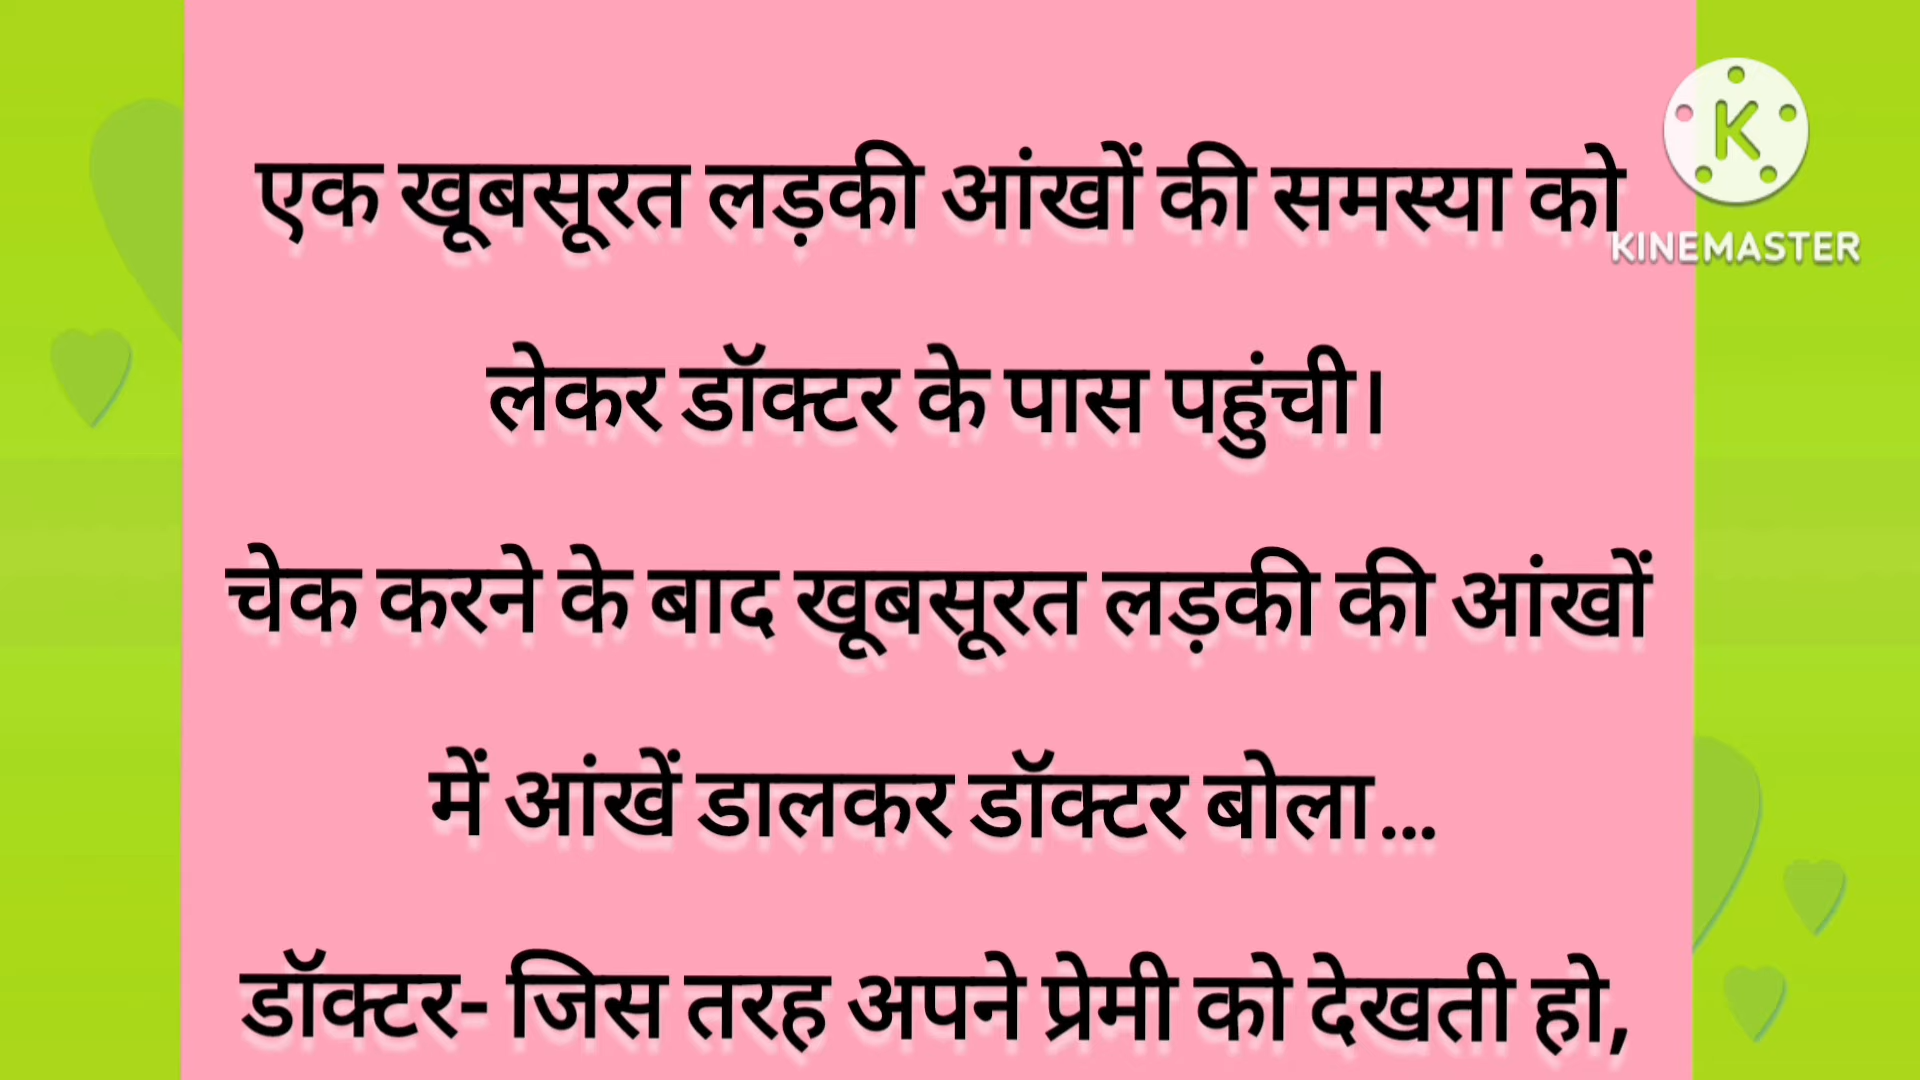 एक खूबसूरत लड़की आंखों की समस्या को
लेकर डॉक्टर के पास पहुंची।
चेक करने के बाद खूबसूरत लड़की की आंखों
में आंखें डालकर डॉक्टर बोला...
डॉक्टर- जिस तरह अपने प्रेमी को देखती हो,
K
KINEMASTER